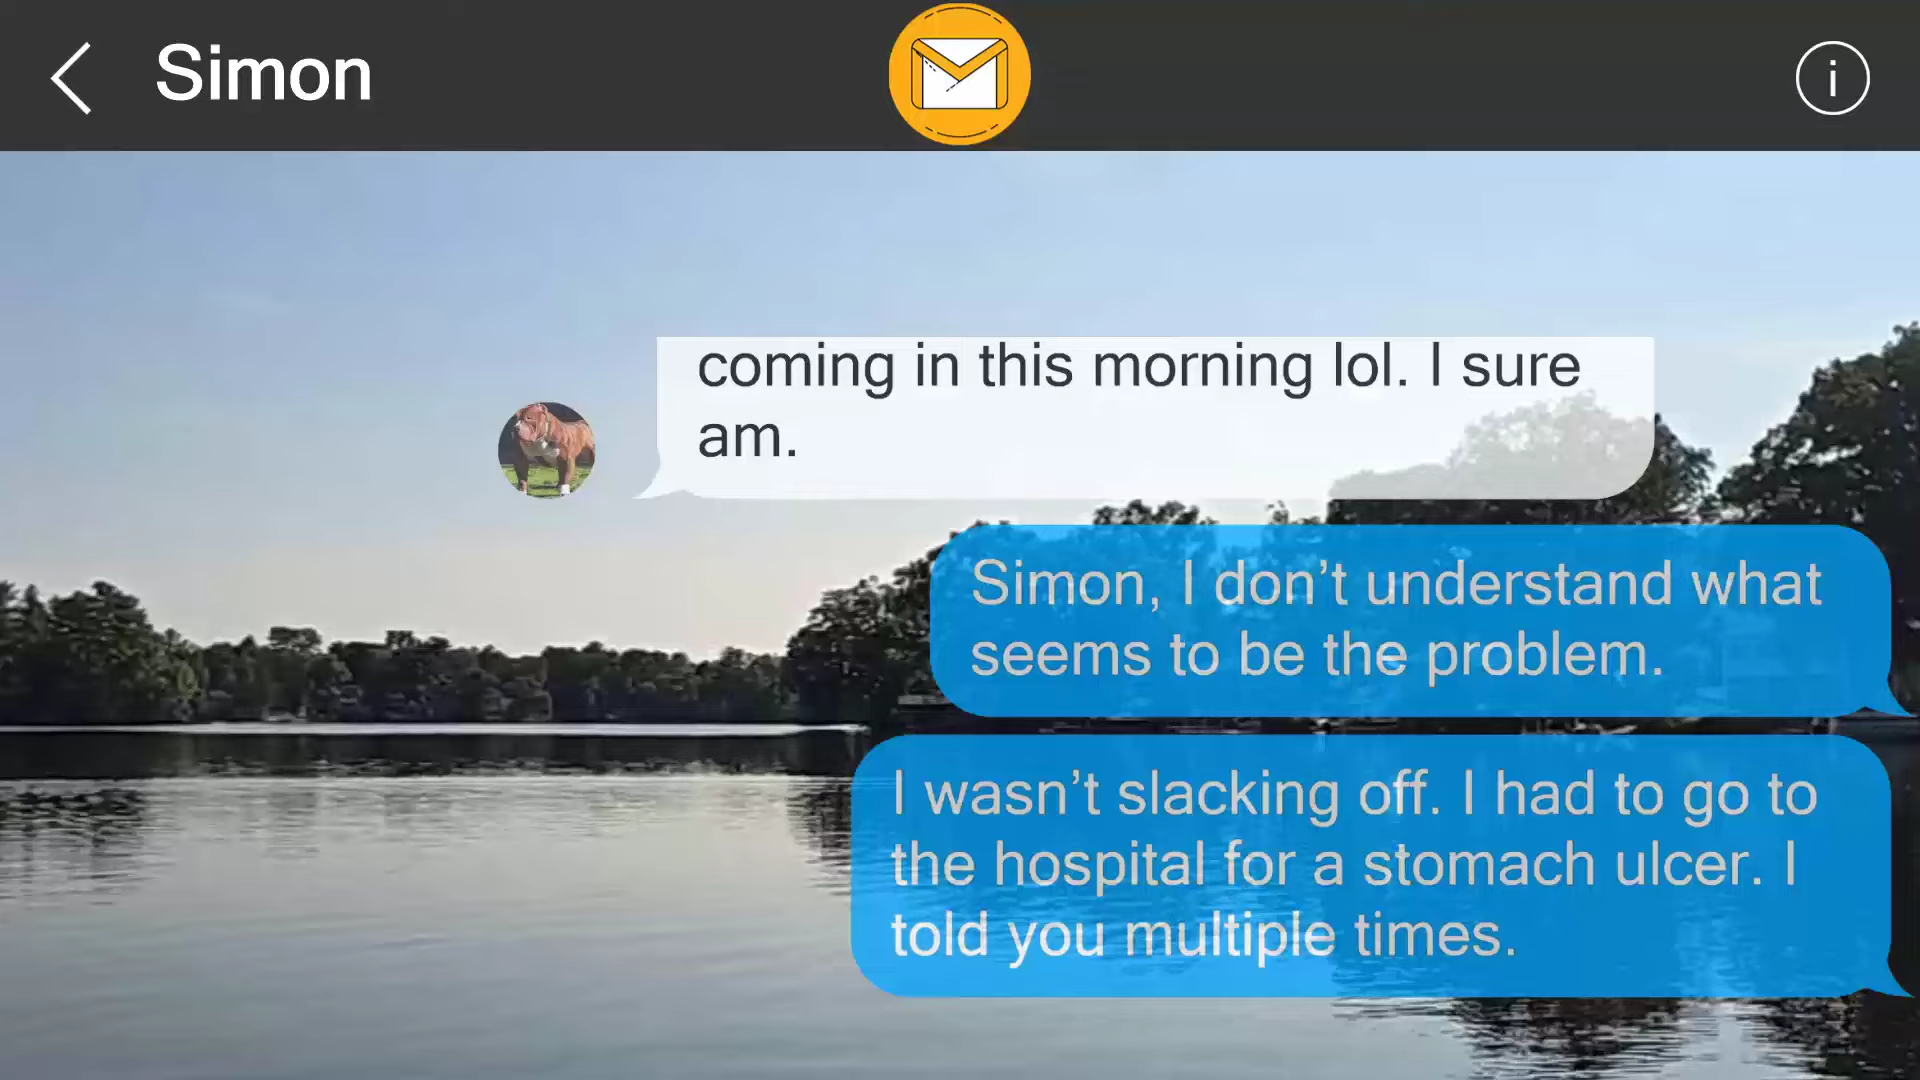 Simon
i
coming in this morning lol. I sure
am.
Simon, I don’t understand what
seems to be the problem.
I wasn’t slacking off. I had to go to
the hospital for a stomach ulcer. I
told you multiple times.